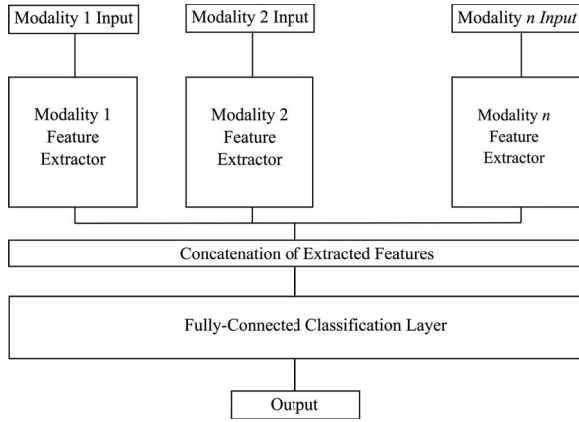 Modality 1 Input
Modality 2 Input
Modality n Input
Modality 1
Feature
Extractor
Modality 2
Feature
Extractor
Modality n
Feature
Extractor
Concatenation of Extracted Features
Fully-Connected Classification Layer
Output